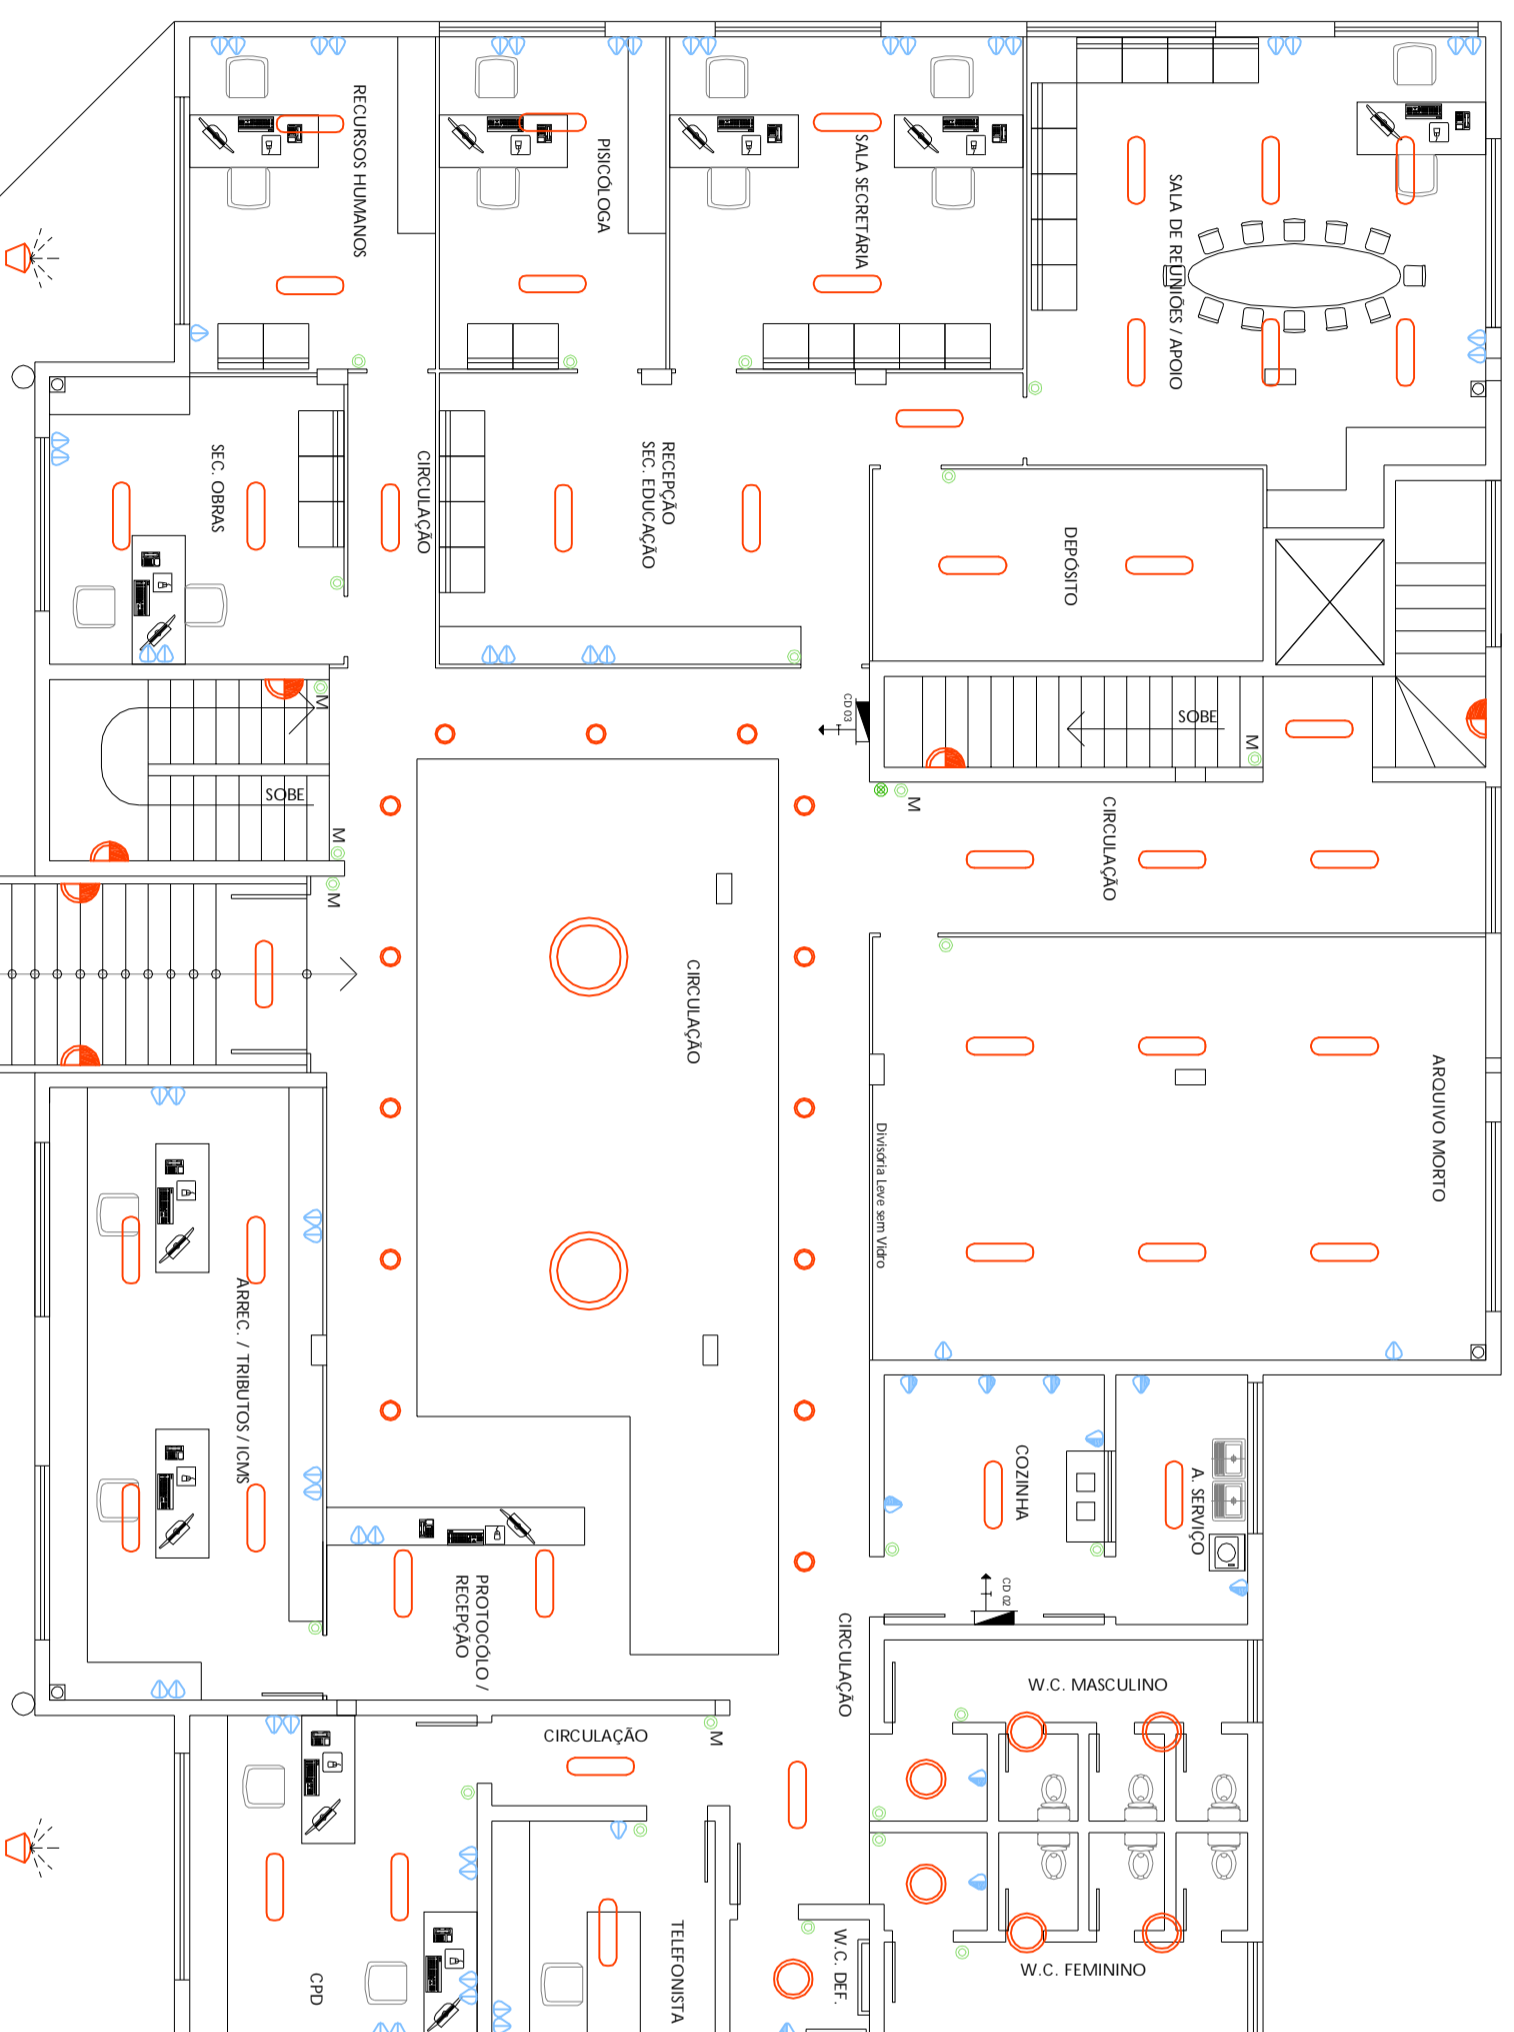 RECURSOS HUMANOS
PISICÓLOGA
SALA SECRETÁRIA
SALA DE REUNIÕES / APOIO
SEC. OBRAS
CIRCULAÇÃO
RECEPÇÃO
SEC. EDUCAÇÃO
DEPÓSITO
M
CD 03
SOBE
M
SOBE
M
M
M
CIRCULAÇÃO
CIRCULAÇÃO
ARQUIVO MORTO
Divisória Leve sem Vidro
ARREC. / TRIBUTOS / ICMS
COZINHA
A. SERVIÇO
PROTOCÓLO /
RECEPÇÃO
CD 02
CIRCULAÇÃO
W.C. MASCULINO
CIRCULAÇÃO
M
TELEFONISTA
CPD
W.C. DEF.
W.C. FEMININO